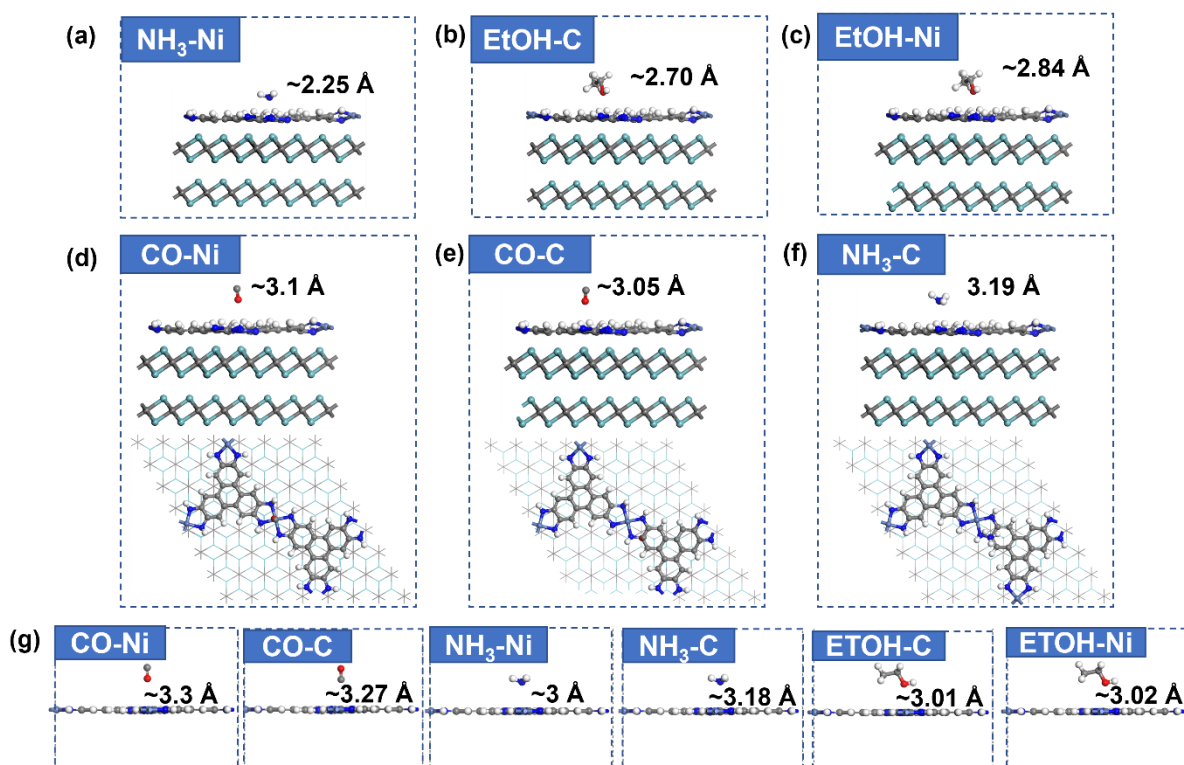 (a) NH₃-Ni
~2.25 Å
(b) EtOH-C
~2.70 Å
(c) EtOH-Ni
~2.84 Å
(d) CO-Ni
~3.1 Å
(e) CO-C
~3.05 Å
(f) NH₃-C
3.19 Å
(g)
CO-Ni
~3.3 Å
CO-C
~3.27 Å
NH₃-Ni
~3 Å
NH₃-C
~3.18 Å
ETOH-C
~3.01 Å
ETOH-Ni
~3.02 Å